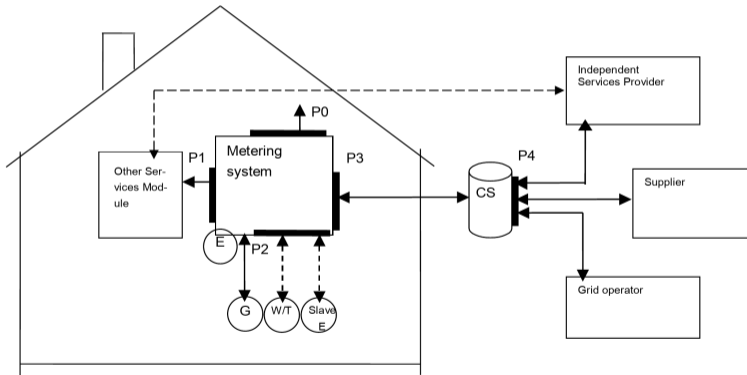 P0
Independent
Services Provider
P1
Metering
system
P3
P4
Other Ser-
vices Mod-
ule
CS
Supplier
E
P2
G
W/T
Slave
E
Grid operator